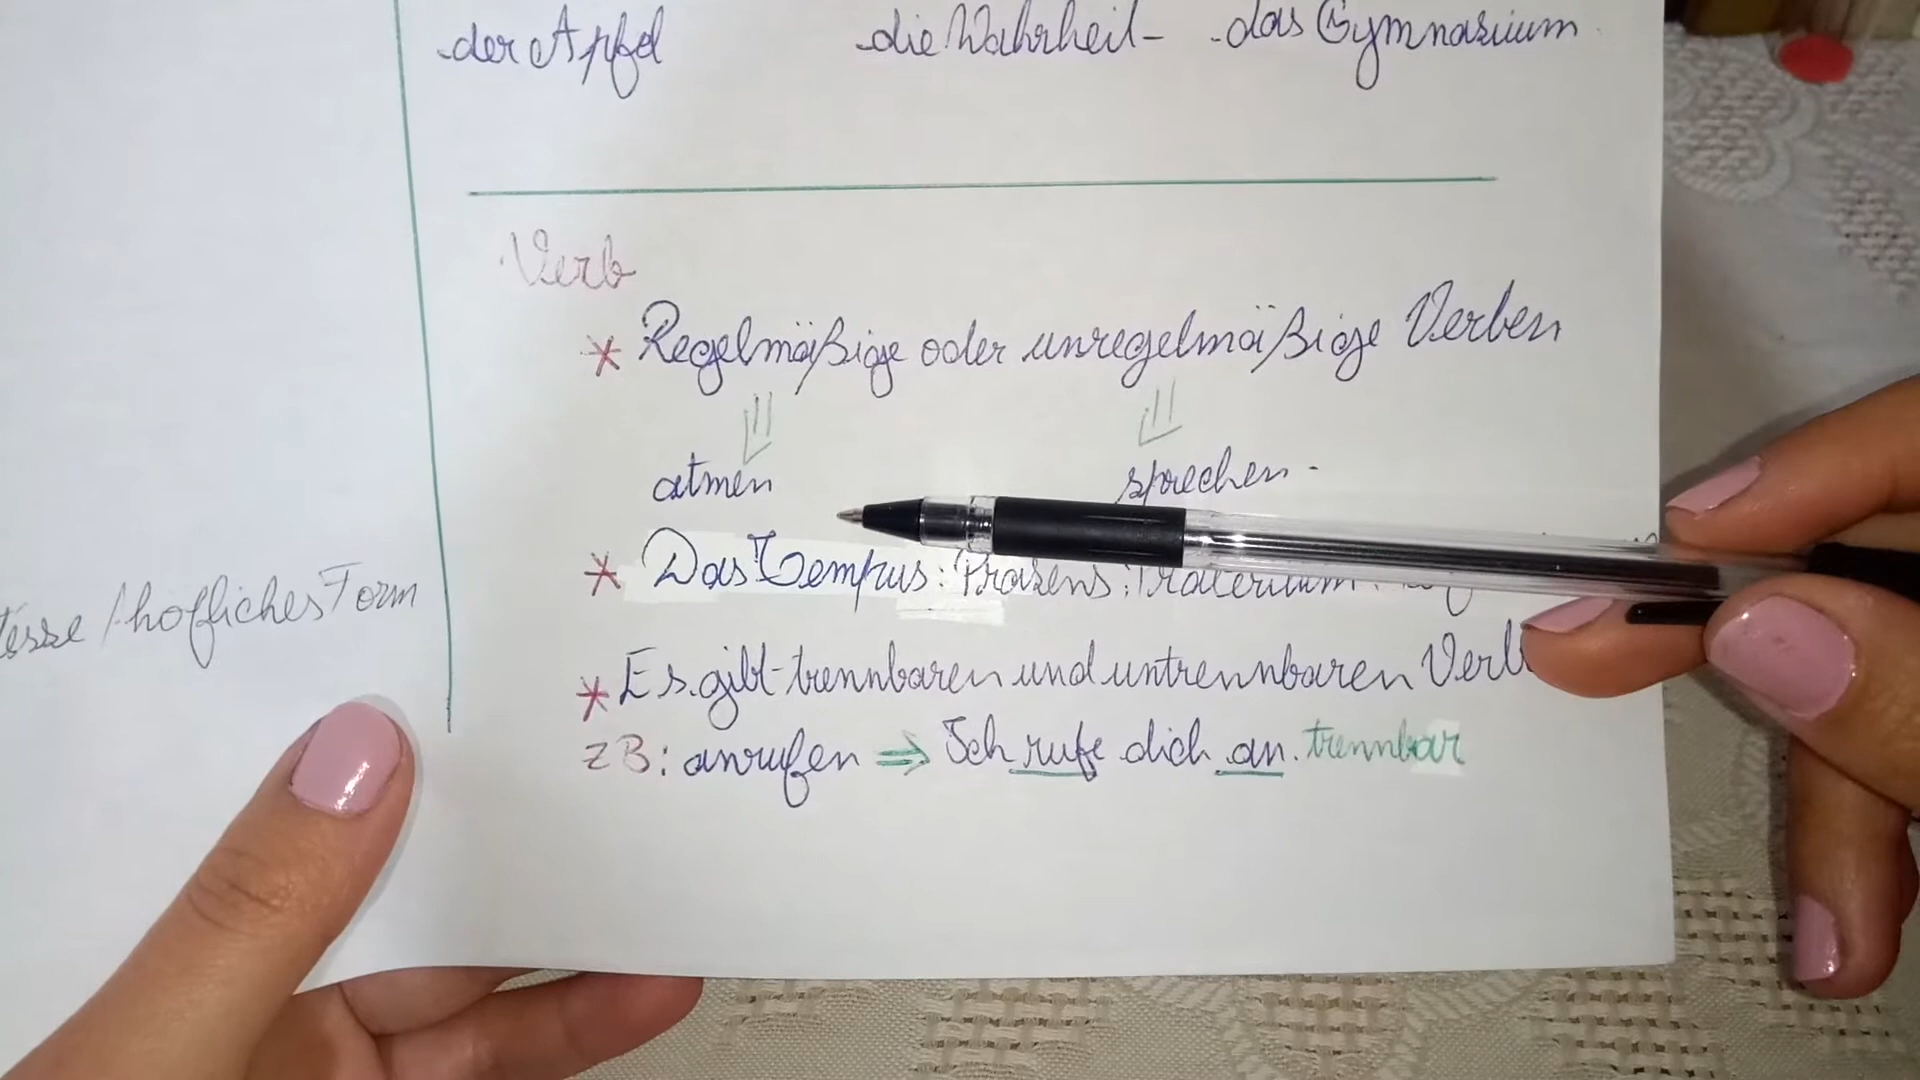 der Apfel die Wahrheit - das Gymnasium
Verb
* Regelmäßige oder unregelmäßige Verben
atmen sprechen
* Das Tempus: Präzens:
höfliches Form
* Es gibt trennbaren und untrennbaren
ZB: anrufen ⇒ Ich rufe dich an. trennbar